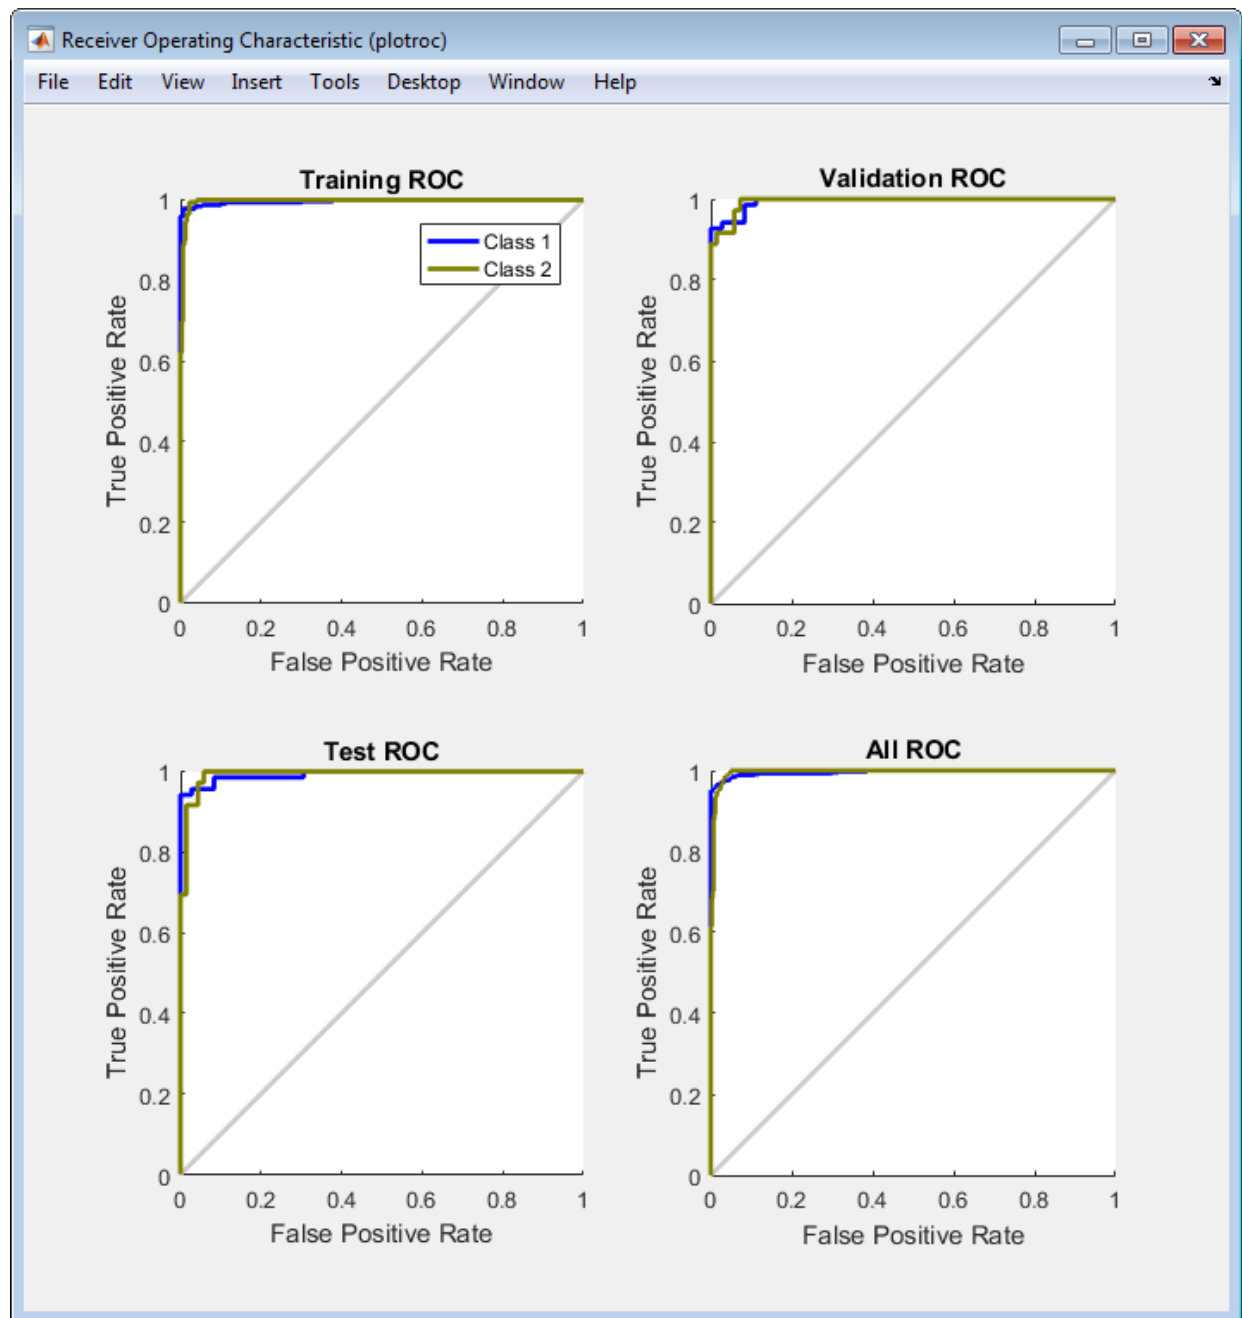 Receiver Operating Characteristic (plotroc)
File Edit View Insert Tools Desktop Window Help
Training ROC
1
0.8
0.6
0.4
0.2
0
True Positive Rate
Class 1
Class 2
0 0.2 0.4 0.6 0.8 1
False Positive Rate
Validation ROC
1
0.8
0.6
0.4
0.2
0
True Positive Rate
0 0.2 0.4 0.6 0.8 1
False Positive Rate
Test ROC
1
0.8
0.6
0.4
0.2
0
True Positive Rate
0 0.2 0.4 0.6 0.8 1
False Positive Rate
All ROC
1
0.8
0.6
0.4
0.2
0
True Positive Rate
0 0.2 0.4 0.6 0.8 1
False Positive Rate